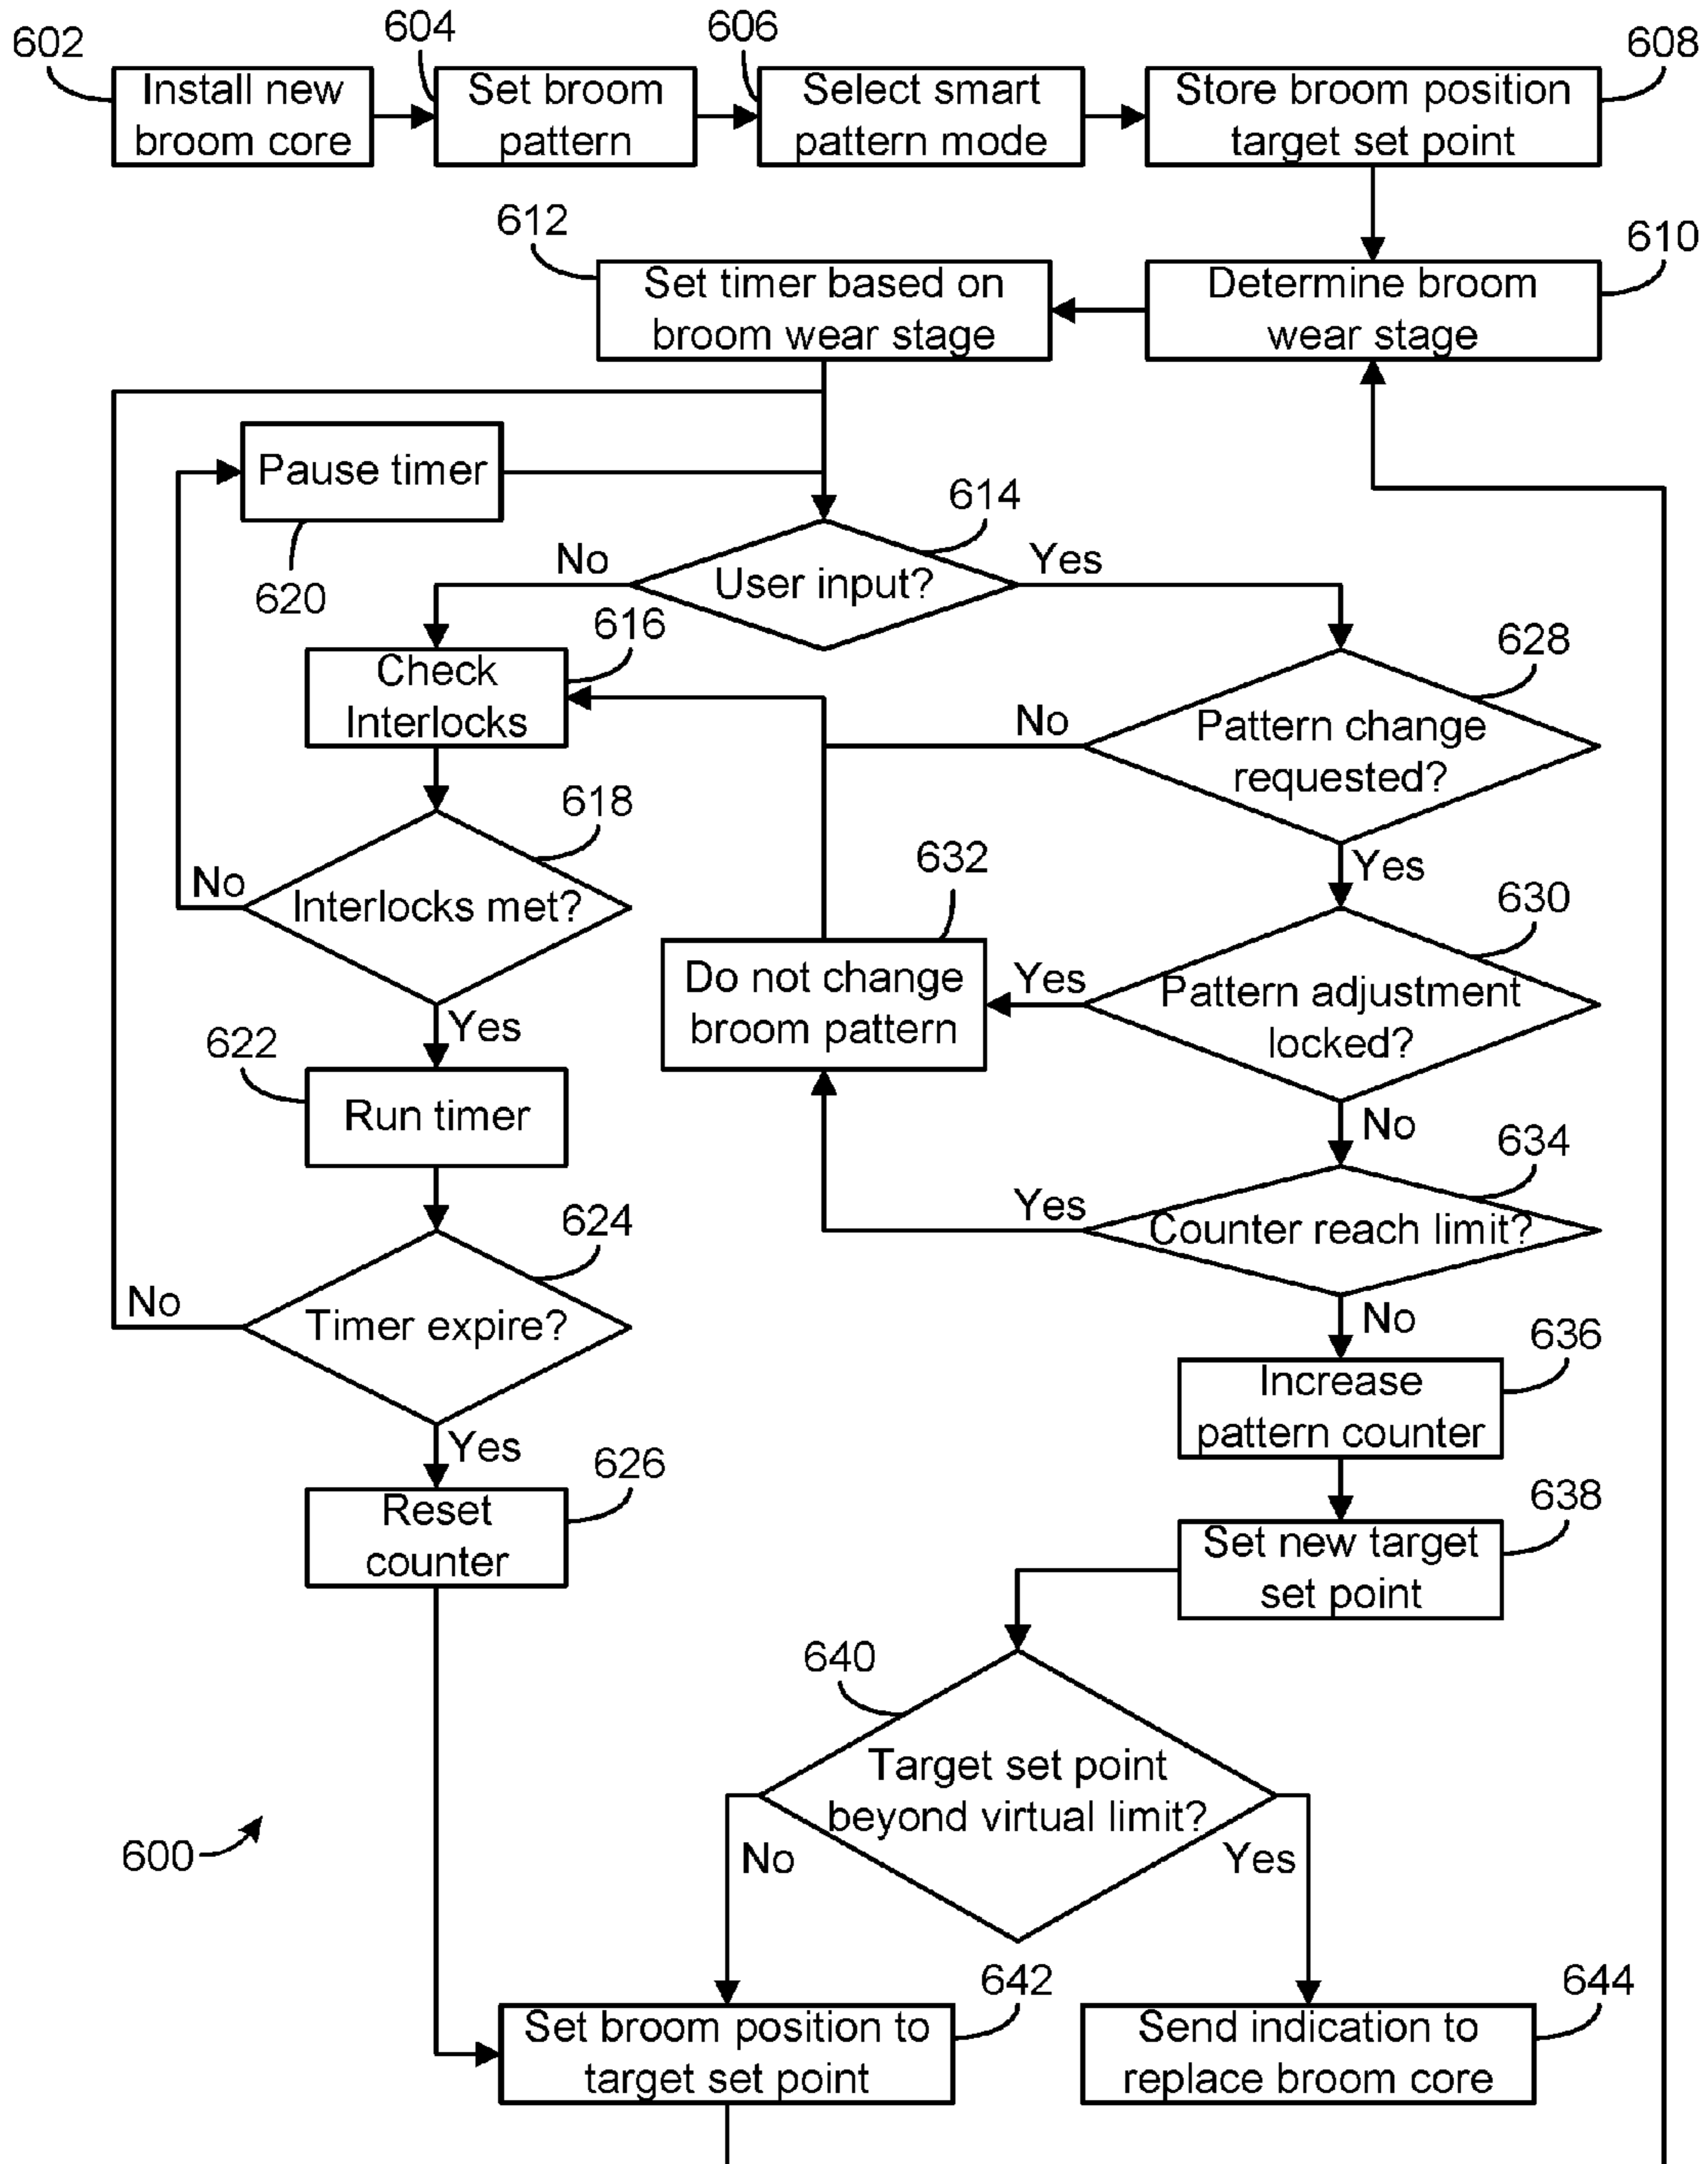 602
604
606
608
Install new
broom core
Set broom
pattern
Select smart
pattern mode
Store broom position
target set point
612
610
Set timer based on
broom wear stage
Determine broom
wear stage
Pause timer
620
614
User input?
No
Yes
616
Check
Interlocks
628
Pattern change
requested?
No
Yes
618
Interlocks met?
No
Yes
632
Do not change
broom pattern
630
Pattern adjustment
locked?
Yes
No
622
Run timer
634
Counter reach limit?
Yes
No
624
Timer expire?
No
Yes
636
Increase
pattern counter
626
Reset
counter
638
Set new target
set point
640
Target set point
beyond virtual limit?
No
Yes
600
642
Set broom position to
target set point
644
Send indication to
replace broom core